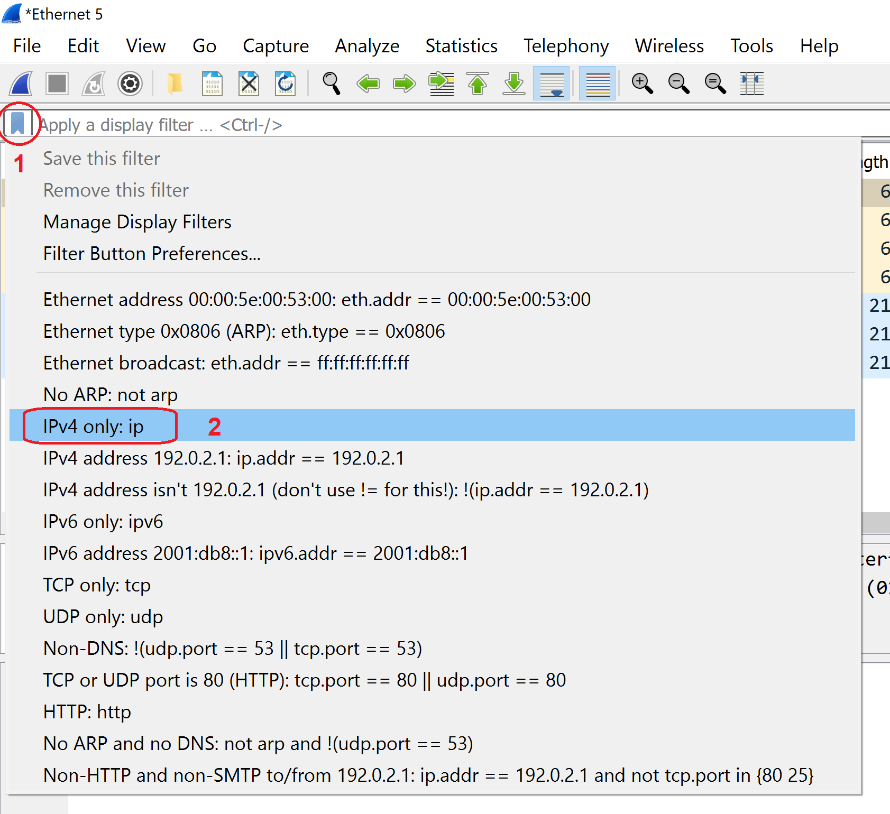 *Ethernet 5
File Edit View Go Capture Analyze Statistics Telephony Wireless Tools Help
Apply a display filter ... <Ctrl-/>
1
Save this filter
Remove this filter
Manage Display Filters
Filter Button Preferences...
Ethernet address 00:00:5e:00:53:00: eth.addr == 00:00:5e:00:53:00
Ethernet type 0x0806 (ARP): eth.type == 0x0806
Ethernet broadcast: eth.addr == ff:ff:ff:ff:ff:ff
No ARP: not arp
IPv4 only: ip 2
IPv4 address 192.0.2.1: ip.addr == 192.0.2.1
IPv4 address isn't 192.0.2.1 (don't use != for this!): !(ip.addr == 192.0.2.1)
IPv6 only: ipv6
IPv6 address 2001:db8::1: ipv6.addr == 2001:db8::1
TCP only: tcp
UDP only: udp
Non-DNS: !(udp.port == 53 || tcp.port == 53)
TCP or UDP port is 80 (HTTP): tcp.port == 80 || udp.port == 80
HTTP: http
No ARP and no DNS: not arp and !(udp.port == 53)
Non-HTTP and non-SMTP to/from 192.0.2.1: ip.addr == 192.0.2.1 and not tcp.port in {80 25}
gth
6
6
6
6
21
21
21